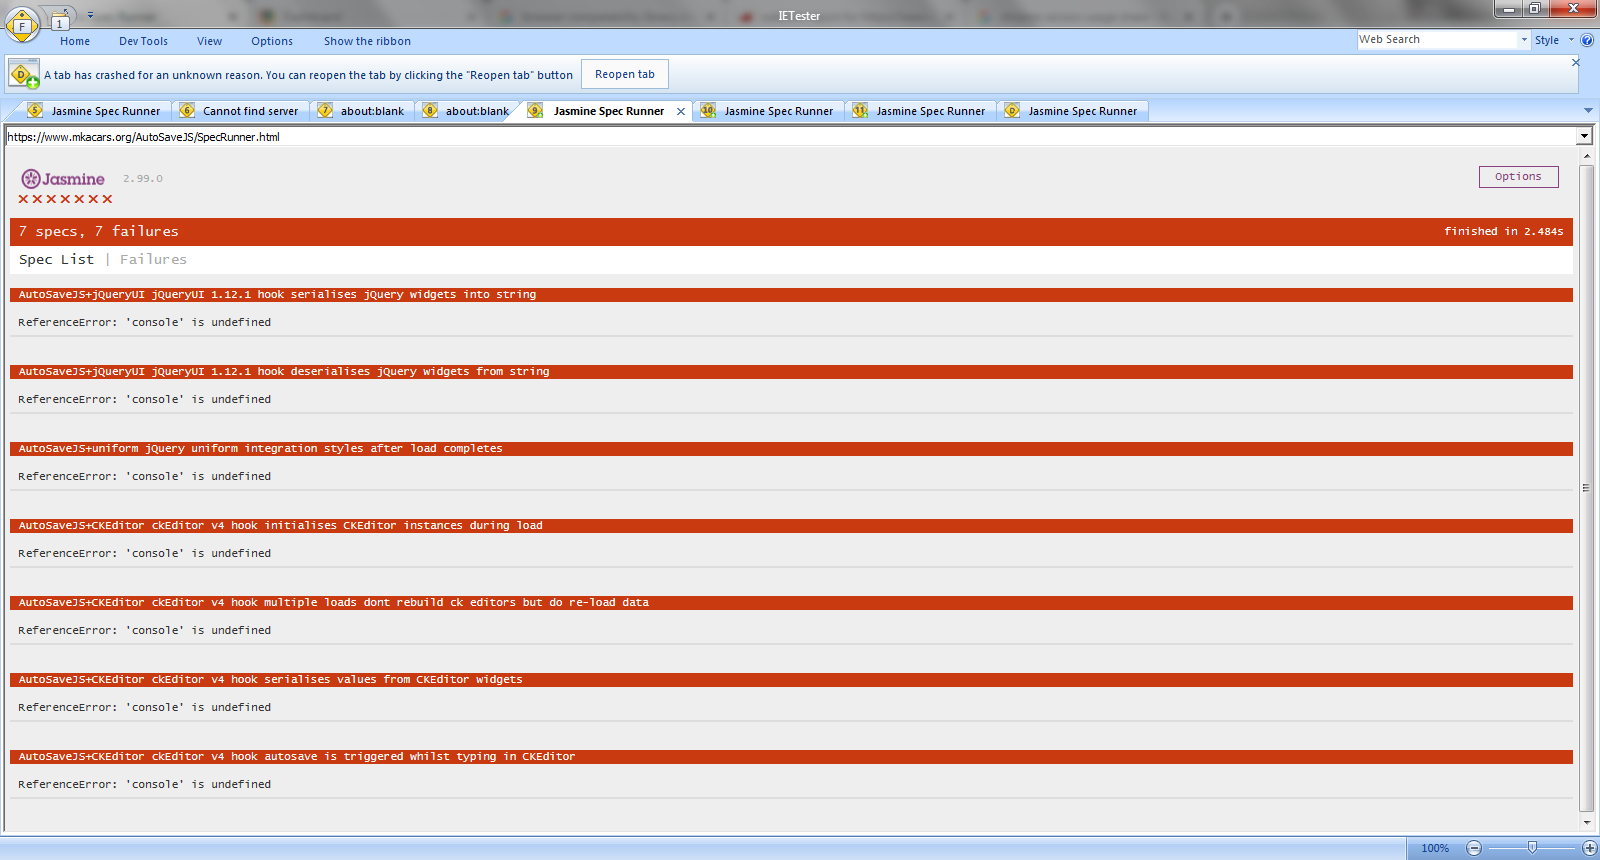 IETester
F
1
Home Dev Tools View Options Show the ribbon
Web Search Style
D A tab has crashed for an unknown reason. You can reopen the tab by clicking the "Reopen tab" button Reopen tab
5 Jasmine Spec Runner 6 Cannot find server 7 about:blank 8 about:blank 9 Jasmine Spec Runner 10 Jasmine Spec Runner 11 Jasmine Spec Runner D Jasmine Spec Runner
https://www.mkacars.org/AutoSaveJS/SpecRunner.html
Jasmine 2.99.0 Options
×××××××
7 specs, 7 failures finished in 2.484s
Spec List | Failures
AutoSaveJS+jQueryUI jQueryUI 1.12.1 hook serialises jQuery widgets into string
ReferenceError: 'console' is undefined
AutoSaveJS+jQueryUI jQueryUI 1.12.1 hook deserialises jQuery widgets from string
ReferenceError: 'console' is undefined
AutoSaveJS+uniform jQuery uniform integration styles after load completes
ReferenceError: 'console' is undefined
AutoSaveJS+CKEditor ckEditor v4 hook initialises CKEditor instances during load
ReferenceError: 'console' is undefined
AutoSaveJS+CKEditor ckEditor v4 hook multiple loads dont rebuild ck editors but do re-load data
ReferenceError: 'console' is undefined
AutoSaveJS+CKEditor ckEditor v4 hook serialises values from CKEditor widgets
ReferenceError: 'console' is undefined
AutoSaveJS+CKEditor ckEditor v4 hook autosave is triggered whilst typing in CKEditor
ReferenceError: 'console' is undefined
100%